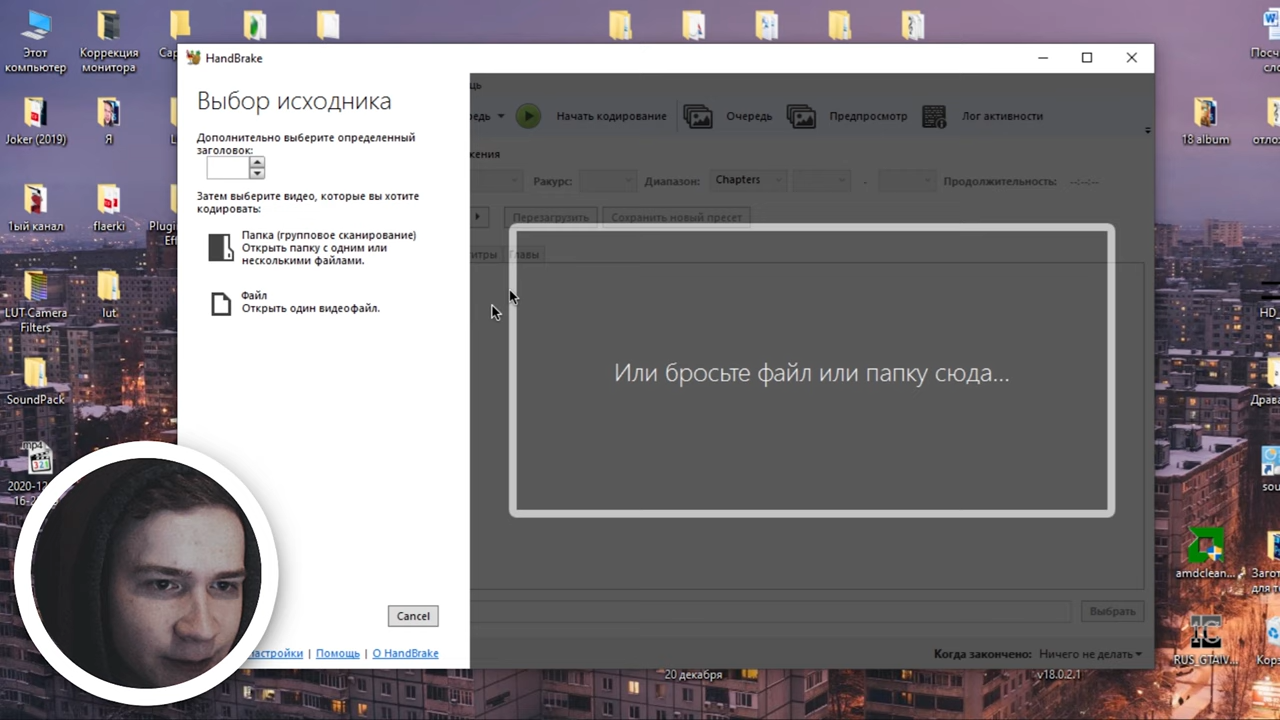 Этот
компьютер
Коррекция
монитора
HandBrake
Joker (2019)
Я
1ый канал
flaerki
LUT Camera
Filters
lut
SoundPack
mp4
321
Выбор исходника
Дополнительно выберите определенный
заголовок:
Затем выберите видео, которые вы хотите
кодировать:
Папка (групповое сканирование)
Открыть папку с одним или
несколькими файлами.
Файл
Открыть один видеофайл.
Cancel
Помощь | О HandBrake
Начать кодирование
Очередь
Предпросмотр
Лог активности
Ракурс:
Диапазон:
Chapters
-
Продолжительность:
--:--:--
Перезагрузить
Сохранить новый пресет
Главы
Или бросьте файл или папку сюда...
Выбрать
Когда закончено:
Ничего не делать
20 декабря
v18.0.2.1
18 album
amdclean...
RUS_GTAIV...